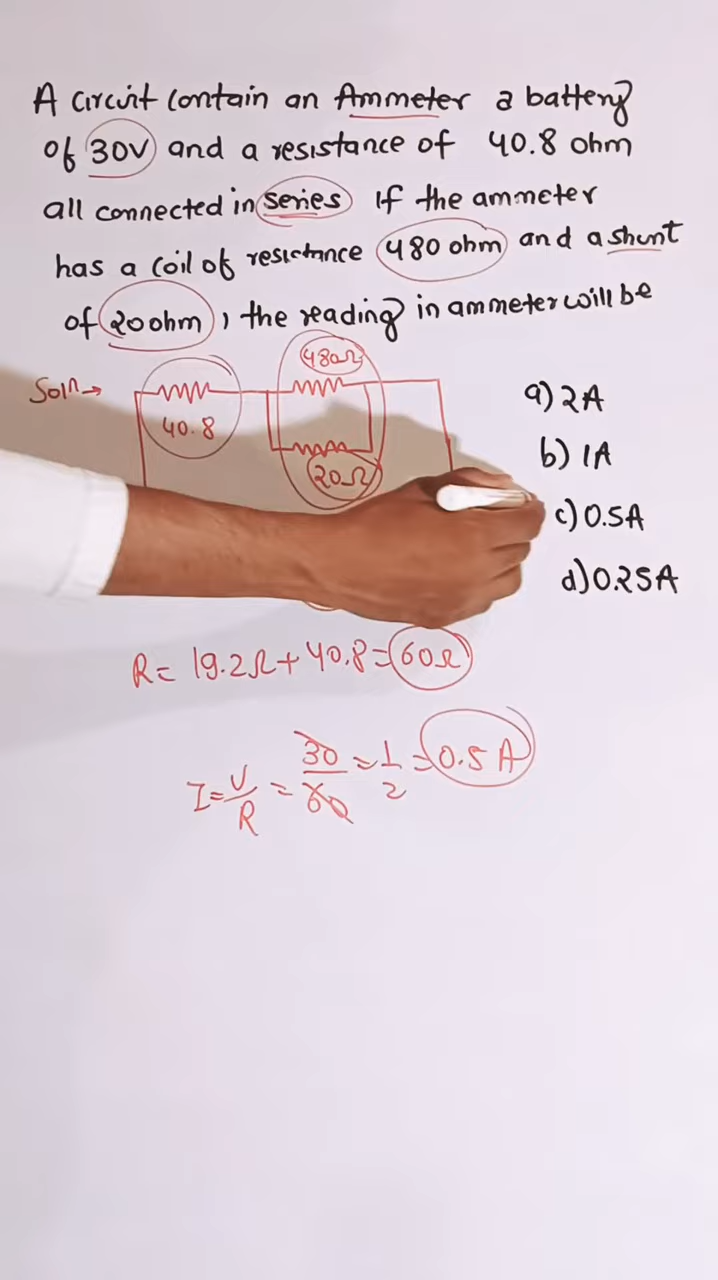 A circuit contain an Ammeter a battery
of 30V and a resistance of 40.8 ohm
all connected in series If the ammeter
has a coil of resistance 480 ohm and a shunt
of 20 ohm, the reading in ammeter will be
Soln→
480Ω
40.8
20Ω
a) 2A
b) 1A
c) 0.5A
d) 0.25A
R = 19.2Ω + 40.8 = 60Ω
I = V/R = 30/60 = 1/2 = 0.5 A